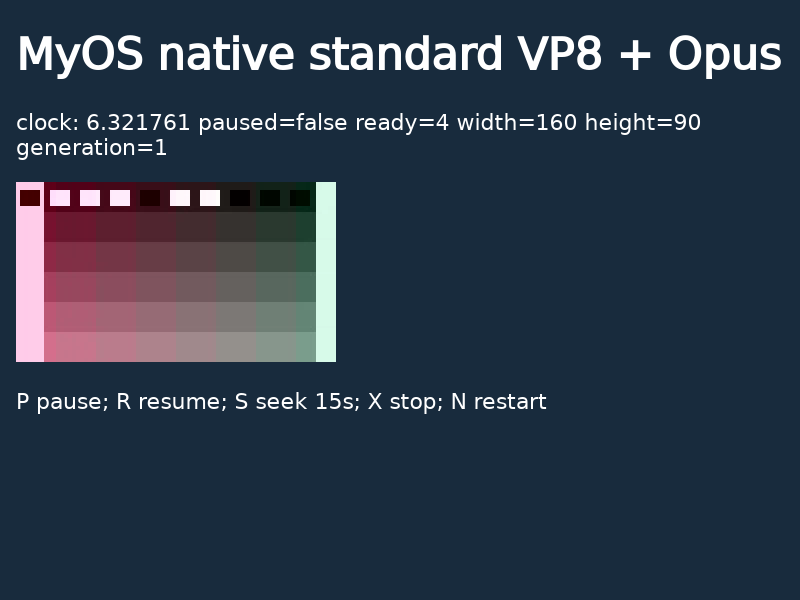 MyOS native standard VP8 + Opus
clock: 6.321761 paused=false ready=4 width=160 height=90
generation=1
P pause; R resume; S seek 15s; X stop; N restart